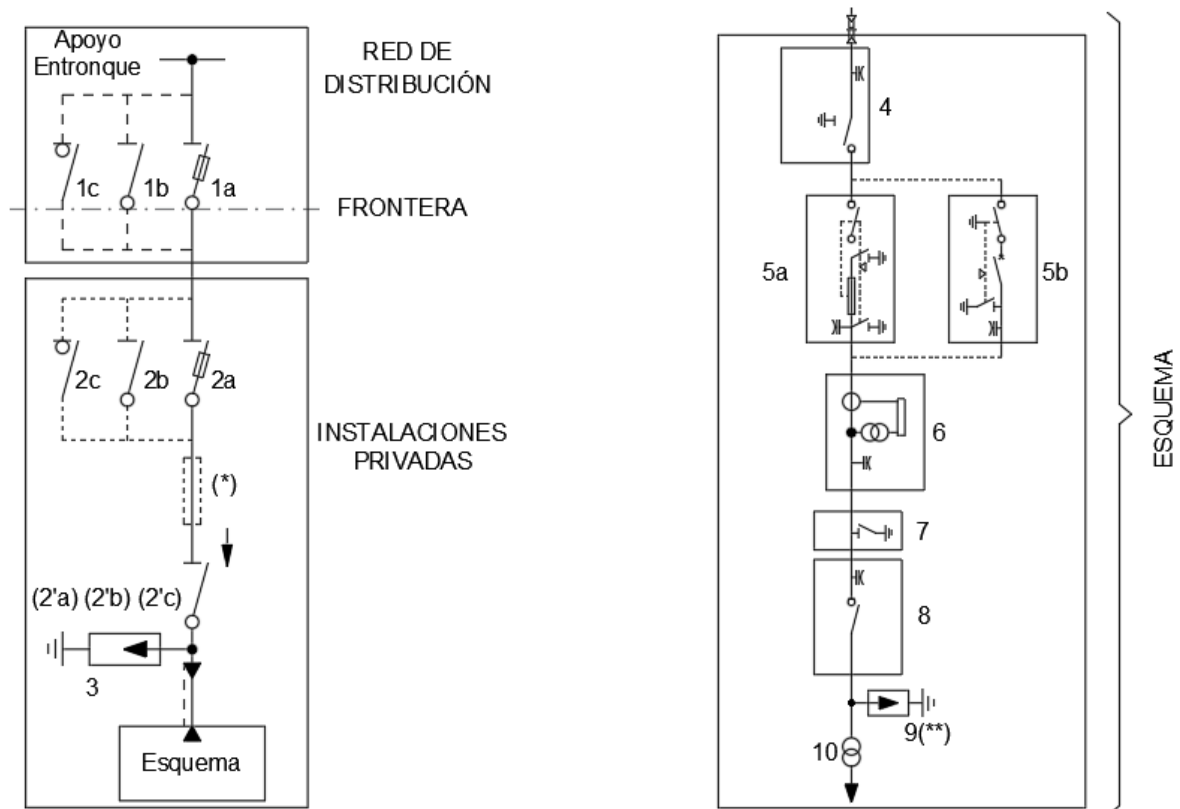 Apoyo
Entronque
RED DE
DISTRIBUCIÓN
1c
1b
1a
FRONTERA
2c
2b
2a
INSTALACIONES
PRIVADAS
(*)
(2'a) (2'b) (2'c)
3
Esquema
4
5a
5b
6
7
8
9(**)
10
ESQUEMA